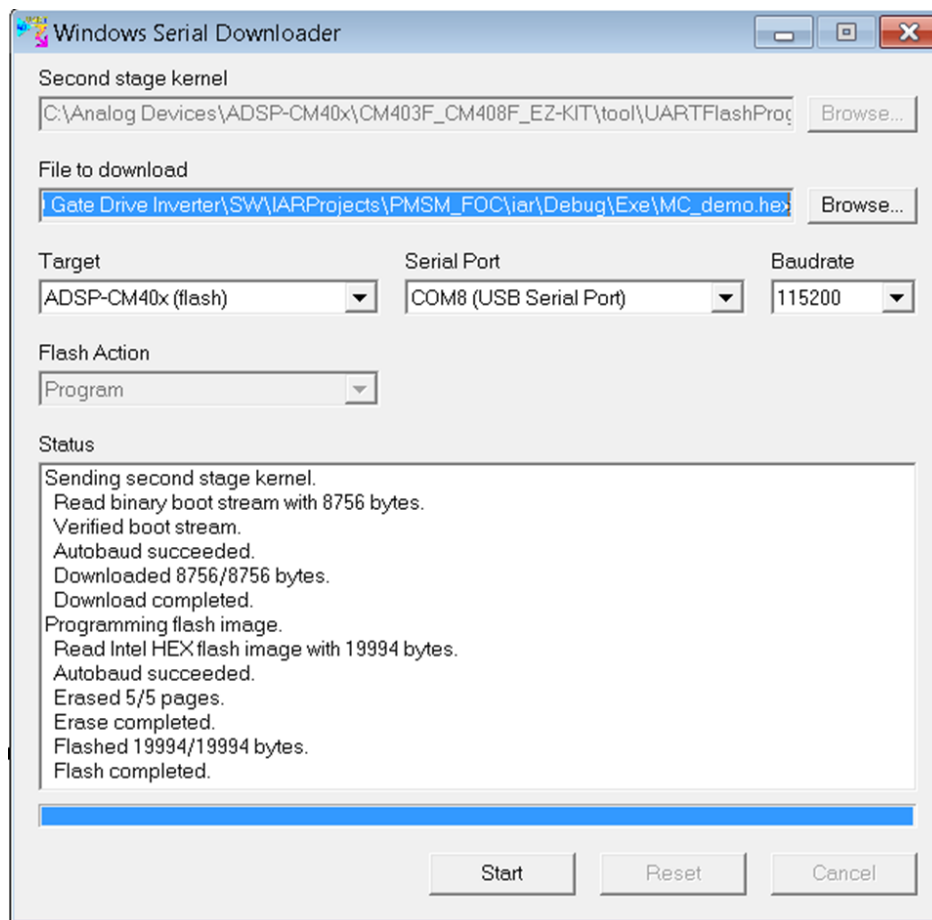 Windows Serial Downloader
Second stage kernel
C:\Analog Devices\ADSP-CM40x\CM403F_CM408F_EZ-KIT\tool\UARTFlashProg
Browse...
File to download
Gate Drive Inverter\SW\IARProjects\PMSM_FOC\iar\Debug\Exe\MC_demo.hex
Browse...
Target
Serial Port
Baudrate
ADSP-CM40x (flash)
COM8 (USB Serial Port)
115200
Flash Action
Program
Status
Sending second stage kernel.
Read binary boot stream with 8756 bytes.
Verified boot stream.
Autobaud succeeded.
Downloaded 8756/8756 bytes.
Download completed.
Programming flash image.
Read Intel HEX flash image with 19994 bytes.
Autobaud succeeded.
Erased 5/5 pages.
Erase completed.
Flashed 19994/19994 bytes.
Flash completed.
Start
Reset
Cancel